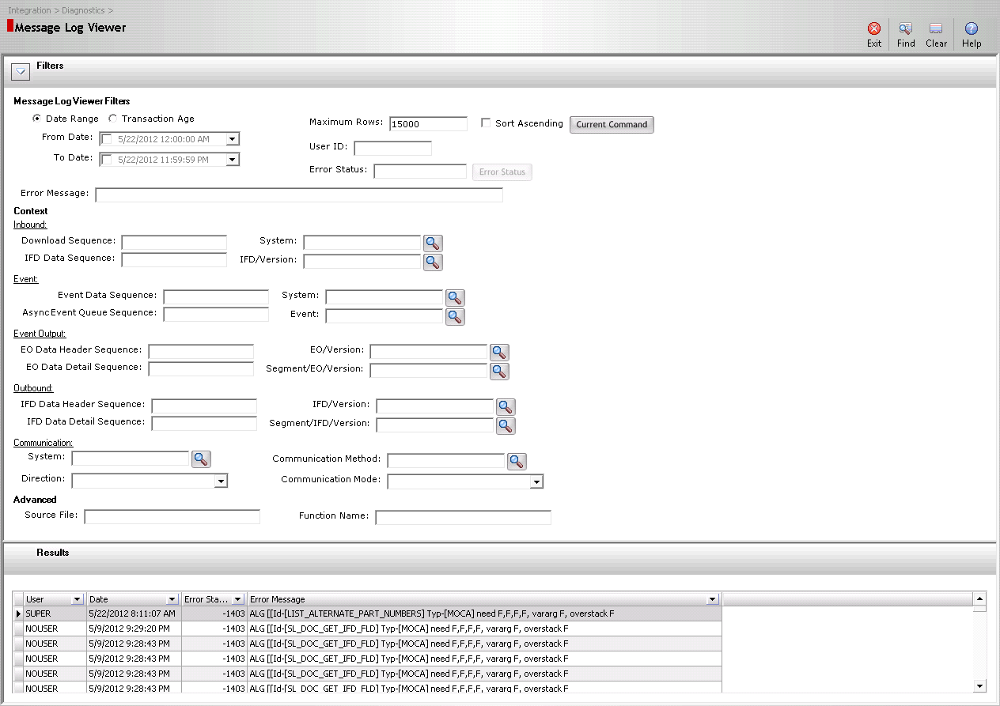 Integration > Diagnostics >
Message Log Viewer
Exit Find Clear Help
Filters
Message Log Viewer Filters
Date Range Transaction Age
Maximum Rows: 15000 Sort Ascending Current Command
From Date: 5/22/2012 12:00:00 AM
User ID:
To Date: 5/22/2012 11:59:59 PM
Error Status: Error Status
Error Message:
Context
Inbound:
Download Sequence: System:
IFD Data Sequence: IFD/Version:
Event:
Event Data Sequence: System:
Async Event Queue Sequence: Event:
Event Output:
EO Data Header Sequence: EO/Version:
EO Data Detail Sequence: Segment/EO/Version:
Outbound:
IFD Data Header Sequence: IFD/Version:
IFD Data Detail Sequence: Segment/IFD/Version:
Communication:
System: Communication Method:
Direction: Communication Mode:
Advanced
Source File: Function Name:
Results
User Date Error Sta... Error Message
SUPER 5/22/2012 8:11:07 AM -1403 ALG [[Id-[LIST_ALTERNATE_PART_NUMBERS] Typ-[MOCA] need F,F,F,F, vararg F, overstack F
NOUSER 5/9/2012 9:29:20 PM -1403 ALG [[Id-[SL_DOC_GET_IFD_FLD] Typ-[MOCA] need F,F,F,F, vararg F, overstack F
NOUSER 5/9/2012 9:28:43 PM -1403 ALG [[Id-[SL_DOC_GET_IFD_FLD] Typ-[MOCA] need F,F,F,F, vararg F, overstack F
NOUSER 5/9/2012 9:28:43 PM -1403 ALG [[Id-[SL_DOC_GET_IFD_FLD] Typ-[MOCA] need F,F,F,F, vararg F, overstack F
NOUSER 5/9/2012 9:28:43 PM -1403 ALG [[Id-[SL_DOC_GET_IFD_FLD] Typ-[MOCA] need F,F,F,F, vararg F, overstack F
NOUSER 5/9/2012 9:28:43 PM -1403 ALG [[Id-[SL_DOC_GET_IFD_FLD] Typ-[MOCA] need F,F,F,F, vararg F, overstack F